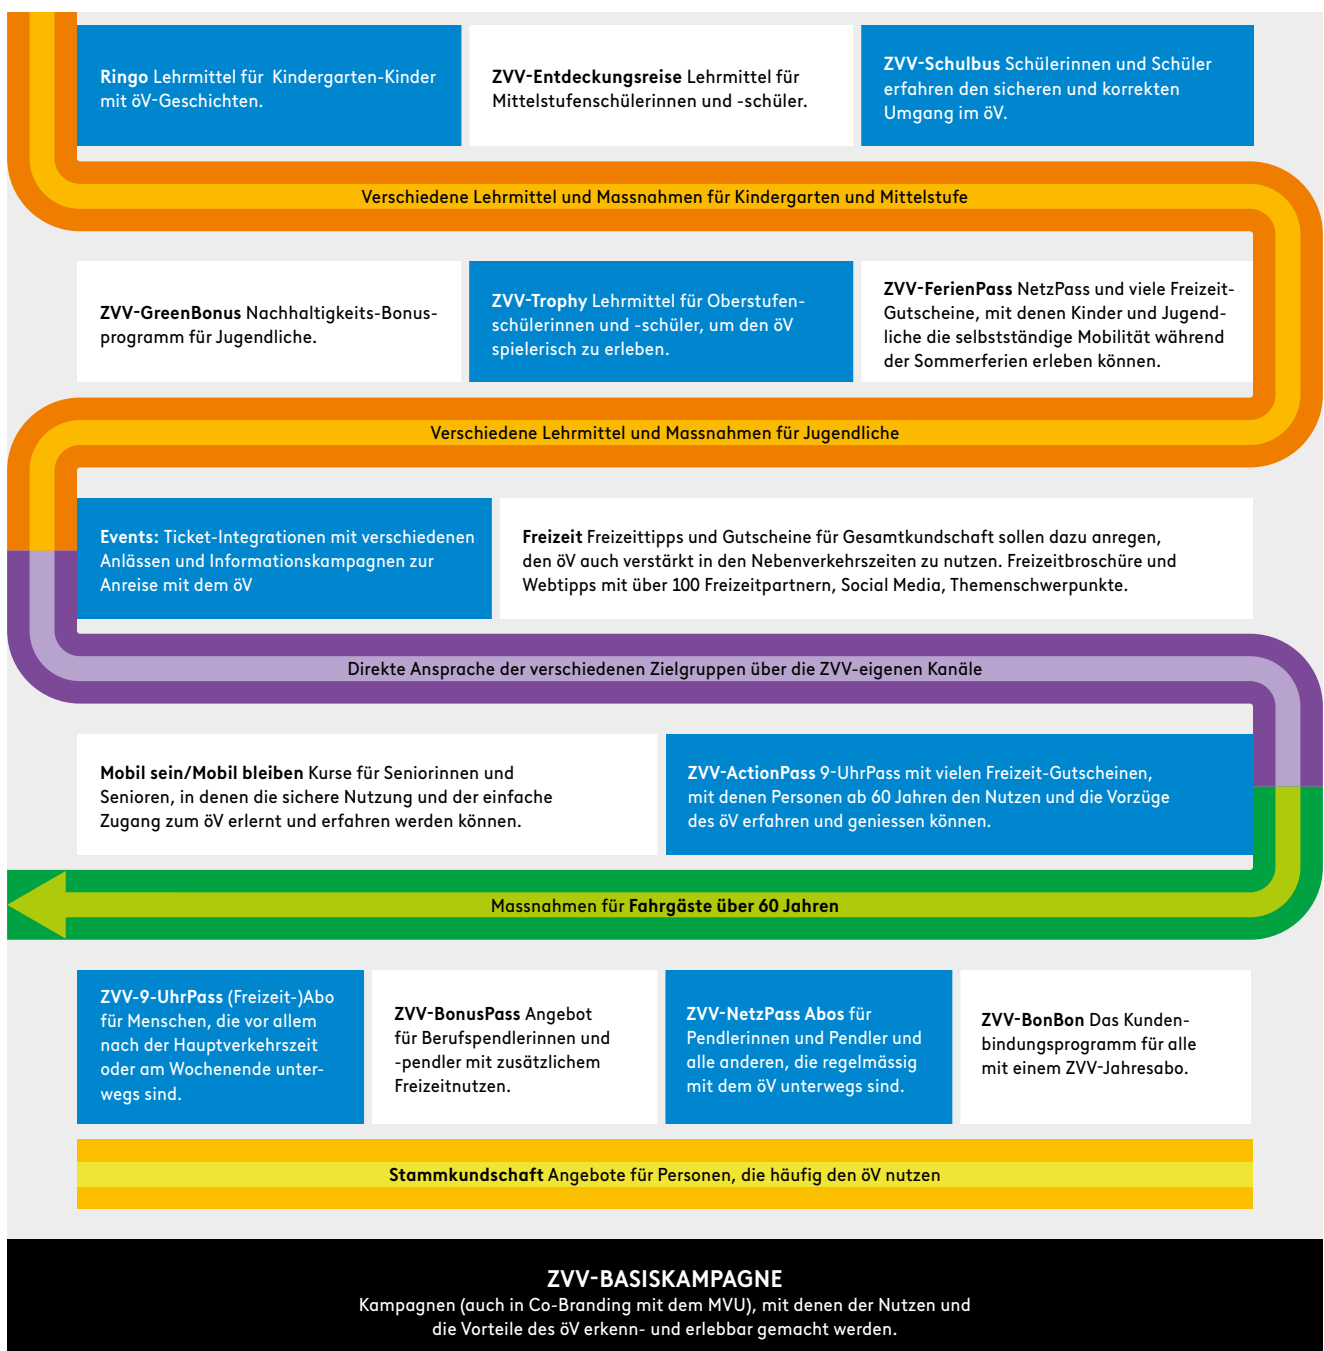 Ringo Lehrmittel für Kindergarten-Kinder
mit öV-Geschichten.
ZVV-Entdeckungsreise Lehrmittel für
Mittelstufenschülerinnen und -schüler.
ZVV-Schulbus Schülerinnen und Schüler
erfahren den sicheren und korrekten
Umgang im öV.
Verschiedene Lehrmittel und Massnahmen für Kindergarten und Mittelstufe
ZVV-GreenBonus Nachhaltigkeits-Bonus-
programm für Jugendliche.
ZVV-Trophy Lehrmittel für Oberstufen-
schülerinnen und -schüler, um den öV
spielerisch zu erleben.
ZVV-FerienPass NetzPass und viele Freizeit-
Gutscheine, mit denen Kinder und Jugend-
liche die selbstständige Mobilität während
der Sommerferien erleben können.
Verschiedene Lehrmittel und Massnahmen für Jugendliche
Events: Ticket-Integrationen mit verschiedenen
Anlässen und Informationskampagnen zur
Anreise mit dem öV
Freizeit Freizeittipps und Gutscheine für Gesamtkundschaft sollen dazu anregen,
den öV auch verstärkt in den Nebenverkehrszeiten zu nutzen. Freizeitbroschüre und
Webtipps mit über 100 Freizeitpartnern, Social Media, Themenschwerpunkte.
Direkte Ansprache der verschiedenen Zielgruppen über die ZVV-eigenen Kanäle
Mobil sein/Mobil bleiben Kurse für Seniorinnen und
Senioren, in denen die sichere Nutzung und der einfache
Zugang zum öV erlernt und erfahren werden können.
ZVV-ActionPass 9-UhrPass mit vielen Freizeit-Gutscheinen,
mit denen Personen ab 60 Jahren den Nutzen und die Vorzüge
des öV erfahren und geniessen können.
Massnahmen für Fahrgäste über 60 Jahren
ZVV-9-UhrPass (Freizeit-)Abo
für Menschen, die vor allem
nach der Hauptverkehrszeit
oder am Wochenende unter-
wegs sind.
ZVV-BonusPass Angebot
für Berufspendlerinnen und
-pendler mit zusätzlichem
Freizeitnutzen.
ZVV-NetzPass Abos für
Pendlerinnen und Pendler und
alle anderen, die regelmässig
mit dem öV unterwegs sind.
ZVV-BonBon Das Kunden-
bindungsprogramm für alle
mit einem ZVV-Jahresabo.
Stammkundschaft Angebote für Personen, die häufig den öV nutzen
ZVV-BASISKAMPAGNE
Kampagnen (auch in Co-Branding mit dem MVU), mit denen der Nutzen und
die Vorteile des öV erkenn- und erlebbar gemacht werden.